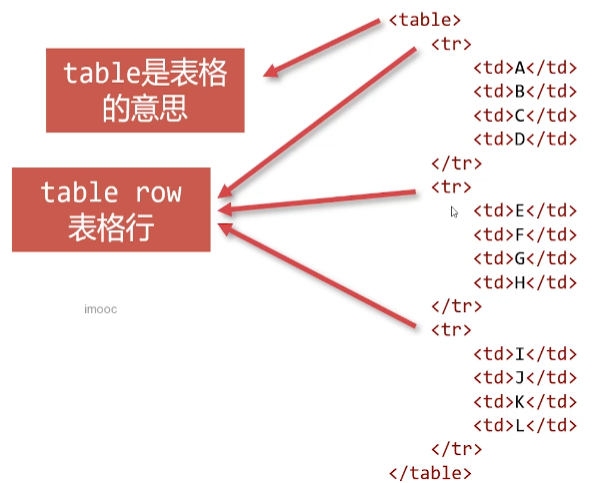 table是表格
的意思
table row
表格行
imooc
<table>
<tr>
<td>A</td>
<td>B</td>
<td>C</td>
<td>D</td>
</tr>
<tr>
<td>E</td>
<td>F</td>
<td>G</td>
<td>H</td>
</tr>
<tr>
<td>I</td>
<td>J</td>
<td>K</td>
<td>L</td>
</tr>
</table>